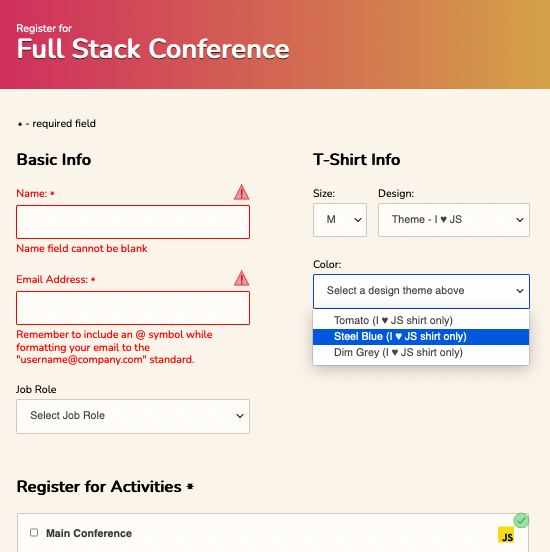 Register for
Full Stack Conference
* - required field
Basic Info
Name: *
Name field cannot be blank
Email Address: *
Remember to include an @ symbol while
formatting your email to the
"username@company.com" standard.
Job Role
Select Job Role
T-Shirt Info
Size:
Design:
M
Theme - I ♥ JS
Color:
Select a design theme above
Tomato (I ♥ JS shirt only)
Steel Blue (I ♥ JS shirt only)
Dim Grey (I ♥ JS shirt only)
Register for Activities *
Main Conference
JS